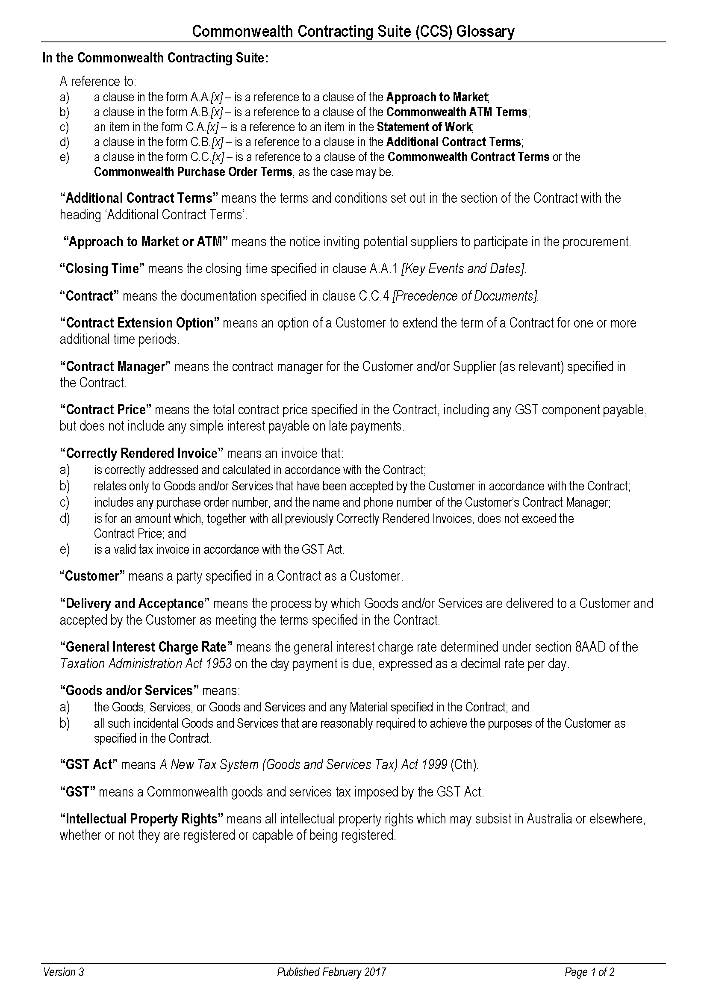 Commonwealth Contracting Suite (CCS) Glossary
In the Commonwealth Contracting Suite:
A reference to:
a) a clause in the form A.A.[x] – is a reference to a clause of the Approach to Market;
b) a clause in the form A.B.[x] – is a reference to a clause of the Commonwealth ATM Terms;
c) an item in the form C.A.[x] – is a reference to an item in the Statement of Work;
d) a clause in the form C.B.[x] – is a reference to a clause in the Additional Contract Terms;
e) a clause in the form C.C.[x] – is a reference to a clause of the Commonwealth Contract Terms or the
Commonwealth Purchase Order Terms, as the case may be.
“Additional Contract Terms” means the terms and conditions set out in the section of the Contract with the
heading ‘Additional Contract Terms’.
“Approach to Market or ATM” means the notice inviting potential suppliers to participate in the procurement.
“Closing Time” means the closing time specified in clause A.A.1 [Key Events and Dates].
“Contract” means the documentation specified in clause C.C.4 [Precedence of Documents].
“Contract Extension Option” means an option of a Customer to extend the term of a Contract for one or more
additional time periods.
“Contract Manager” means the contract manager for the Customer and/or Supplier (as relevant) specified in
the Contract.
“Contract Price” means the total contract price specified in the Contract, including any GST component payable,
but does not include any simple interest payable on late payments.
“Correctly Rendered Invoice” means an invoice that:
a) is correctly addressed and calculated in accordance with the Contract;
b) relates only to Goods and/or Services that have been accepted by the Customer in accordance with the Contract;
c) includes any purchase order number, and the name and phone number of the Customer’s Contract Manager;
d) is for an amount which, together with all previously Correctly Rendered Invoices, does not exceed the
Contract Price; and
e) is a valid tax invoice in accordance with the GST Act.
“Customer” means a party specified in a Contract as a Customer.
“Delivery and Acceptance” means the process by which Goods and/or Services are delivered to a Customer and
accepted by the Customer as meeting the terms specified in the Contract.
“General Interest Charge Rate” means the general interest charge rate determined under section 8AAD of the
Taxation Administration Act 1953 on the day payment is due, expressed as a decimal rate per day.
“Goods and/or Services” means:
a) the Goods, Services, or Goods and Services and any Material specified in the Contract; and
b) all such incidental Goods and Services that are reasonably required to achieve the purposes of the Customer as
specified in the Contract.
“GST Act” means A New Tax System (Goods and Services Tax) Act 1999 (Cth).
“GST” means a Commonwealth goods and services tax imposed by the GST Act.
“Intellectual Property Rights” means all intellectual property rights which may subsist in Australia or elsewhere,
whether or not they are registered or capable of being registered.
Version 3 Published February 2017 Page 1 of 2